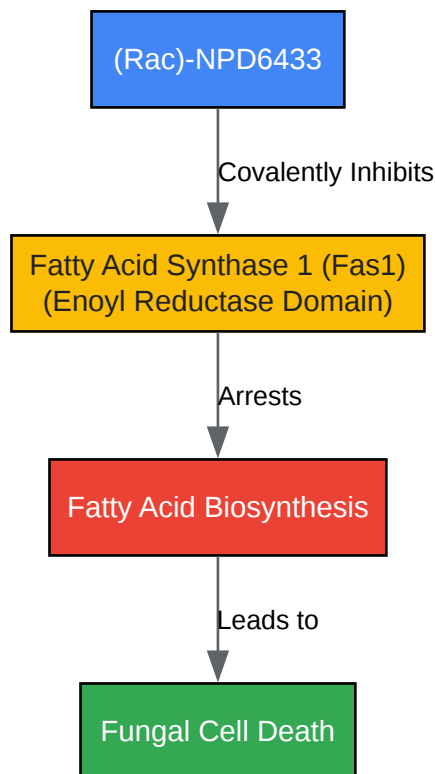 (Rac)-NPD6433
Covalently Inhibits
Fatty Acid Synthase 1 (Fas1)
(Enoyl Reductase Domain)
Arrests
Fatty Acid Biosynthesis
Leads to
Fungal Cell Death